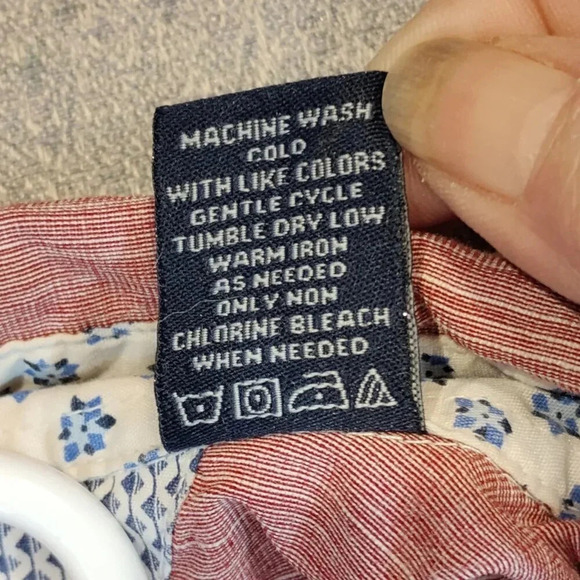 MACHINE WASH
COLD
WITH LIKE COLORS
GENTLE CYCLE
TUMBLE DRY LOW
WARM IRON
AS NEEDED
ONLY NON
CHLORINE BLEACH
WHEN NEEDED